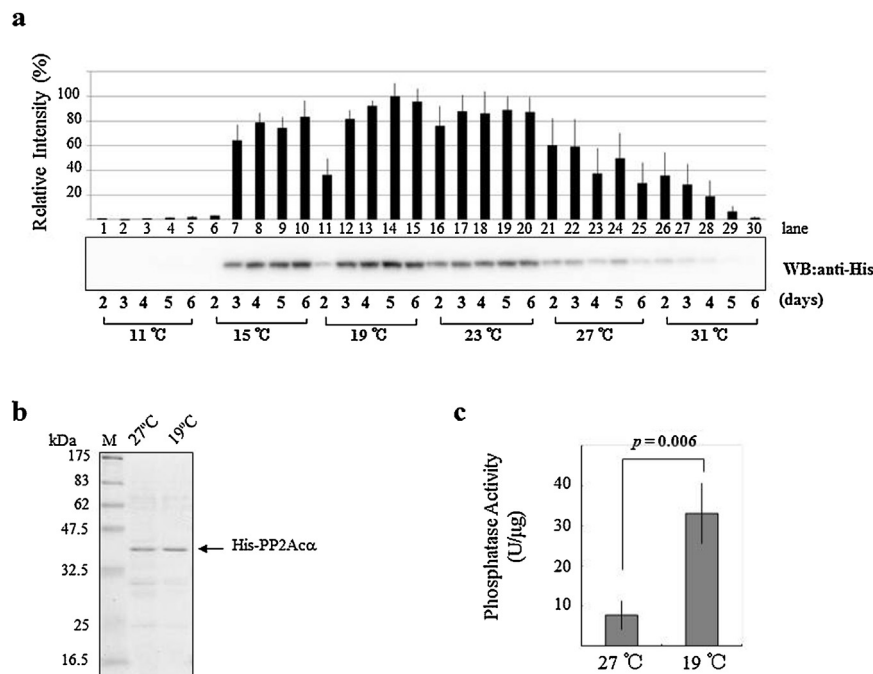 a
Relative Intensity (%)
100
80
60
40
20
1 2 3 4 5 6 7 8 9 10 11 12 13 14 15 16 17 18 19 20 21 22 23 24 25 26 27 28 29 30 lane
WB:anti-His
2 3 4 5 6 2 3 4 5 6 2 3 4 5 6 2 3 4 5 6 2 3 4 5 6 2 3 4 5 6 (days)
11 ℃ 15 ℃ 19 ℃ 23 ℃ 27 ℃ 31 ℃
b
kDa M 27ºC 19ºC
175
83
62
47.5
32.5
25
16.5
His-PP2Acα
c
p = 0.006
Phosphatase Activity
(U/µg)
40
30
20
10
27 ℃ 19 ℃